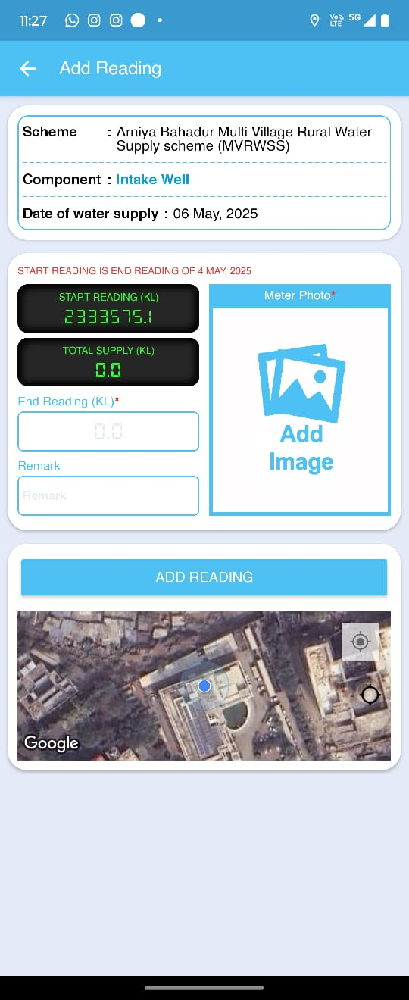 11:27
Vo))
LTE
5G
Add Reading
Scheme : Arniya Bahadur Multi Village Rural Water
Supply scheme (MVRWSS)
Component : Intake Well
Date of water supply : 06 May, 2025
START READING IS END READING OF 4 MAY, 2025
START READING (KL)
2333575.1
TOTAL SUPPLY (KL)
0.0
End Reading (KL)*
0.0
Remark
Remark
Meter Photo*
Add
Image
ADD READING
Google